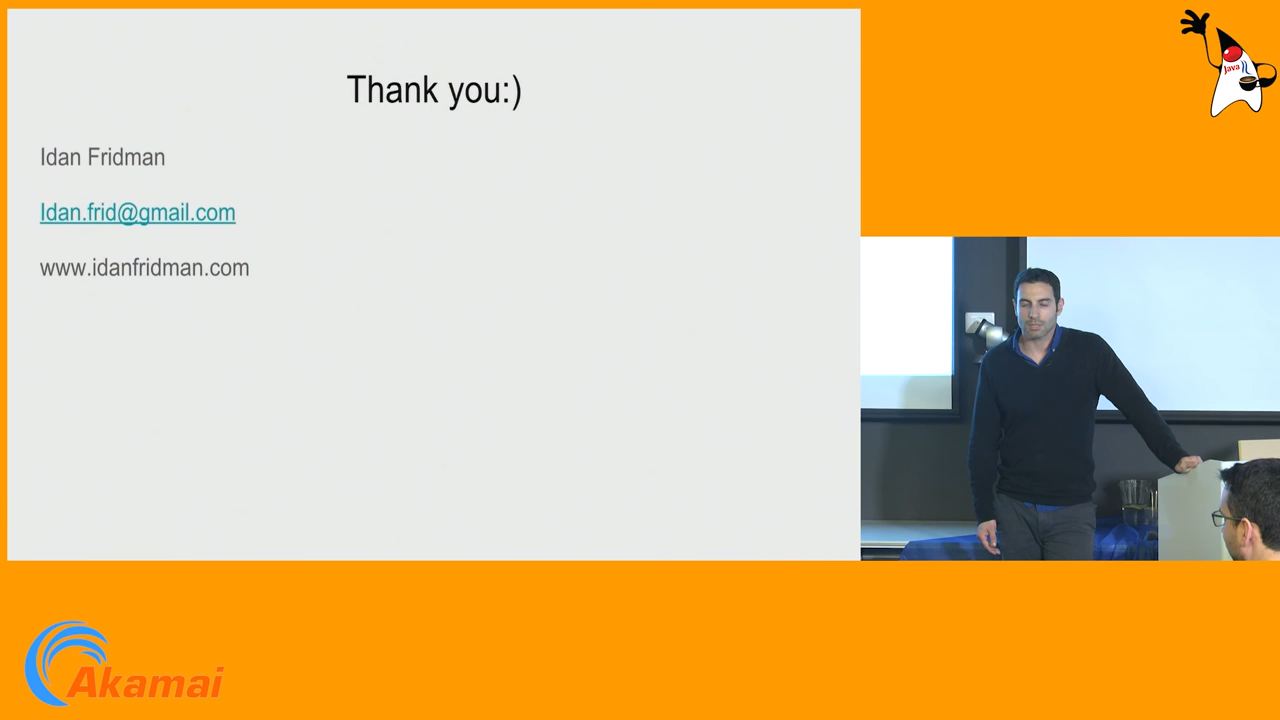 Thank you:)
Idan Fridman
Idan.frid@gmail.com
www.idanfridman.com
Java
Akamai